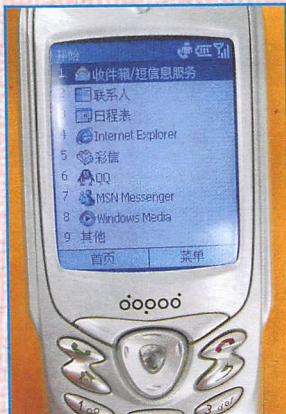 开始
1 收件箱/短信息服务
2 联系人
3 日程表
4 Internet Explorer
5 彩信
6 QQ
7 MSN Messenger
8 Windows Media
9 其他
首页 菜单
dopod
3 def